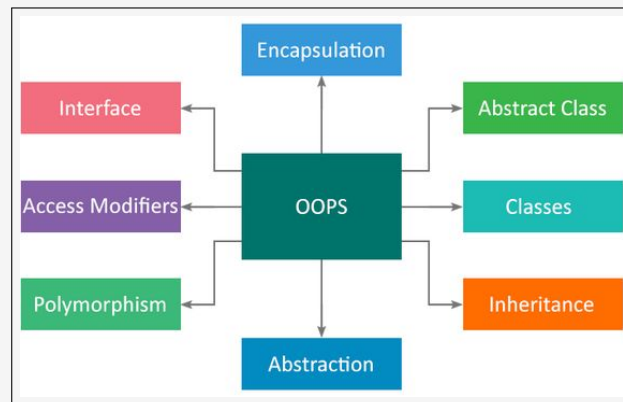 Encapsulation
Interface
Abstract Class
Access Modifiers
OOPS
Classes
Polymorphism
Inheritance
Abstraction